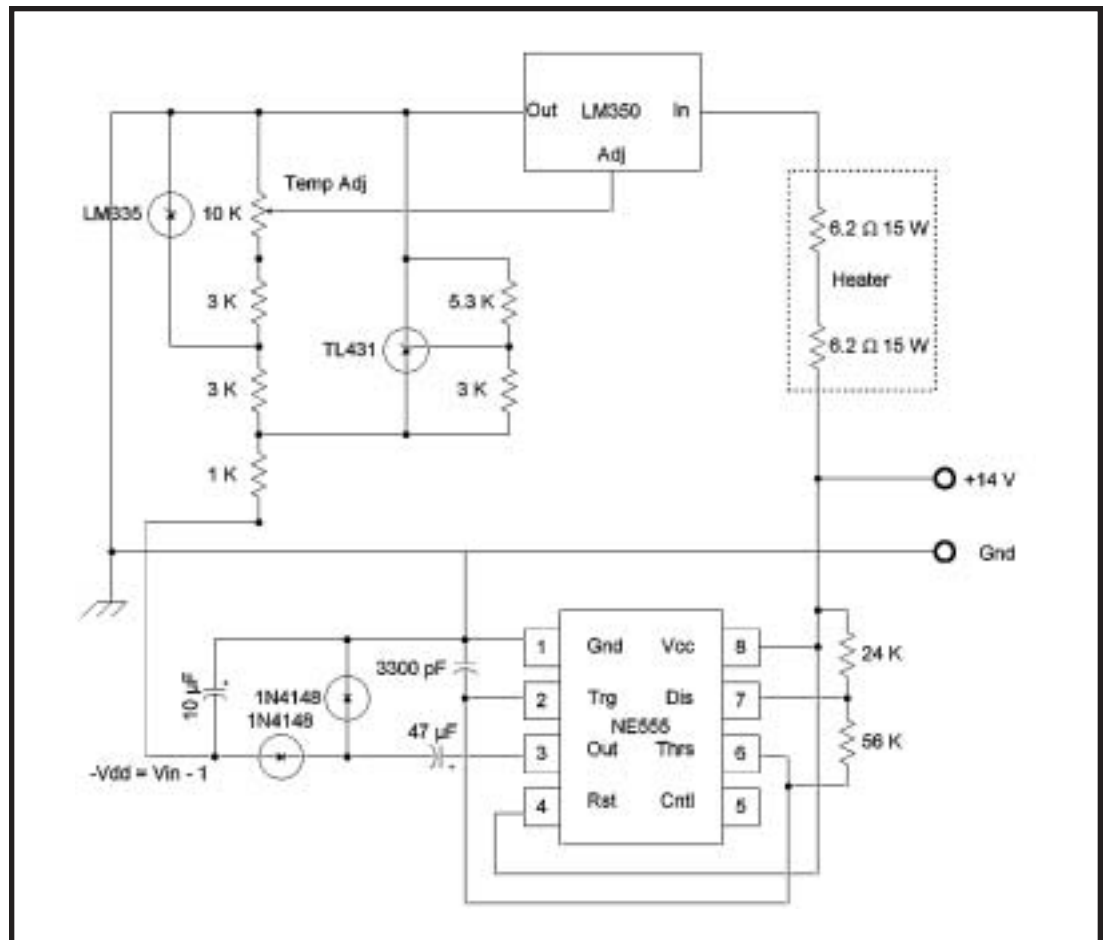 Out LM350 In
Adj
Temp Adj
LM335
10 K
6.2 Ω 15 W
Heater
3 K
5.3 K
TL431
6.2 Ω 15 W
3 K
3 K
1 K
+14 V
Gnd
1 Gnd Vcc 8
24 K
3300 pF
10 µF
1N4148
2 Trg Dis 7
1N4148
NE555
47 µF
3 Out Thrs 6
56 K
-Vdd = Vin - 1
4 Rst Cntl 5